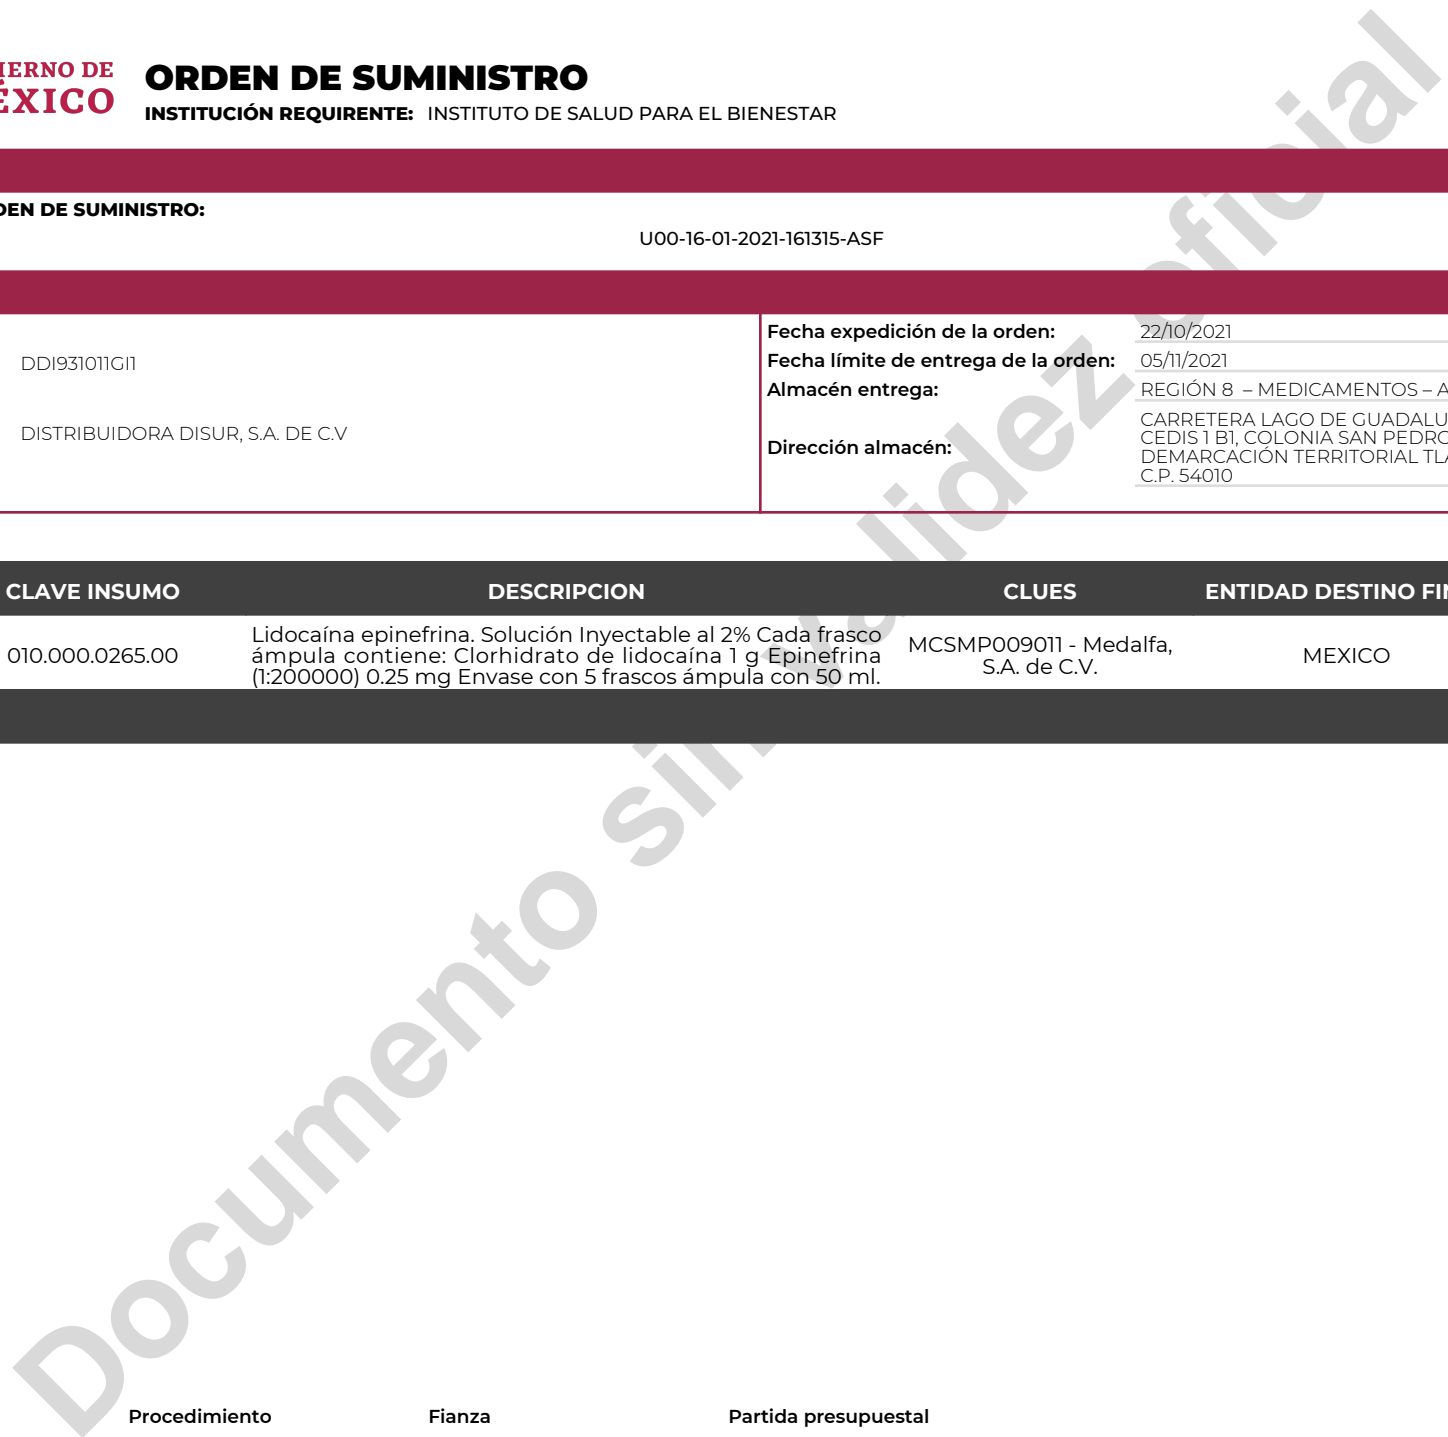 IERNO DE
ÉXICO
ORDEN DE SUMINISTRO
INSTITUCIÓN REQUIRENTE: INSTITUTO DE SALUD PARA EL BIENESTAR
DEN DE SUMINISTRO:
U00-16-01-2021-161315-ASF
DDI931011GI1
DISTRIBUIDORA DISUR, S.A. DE C.V
Fecha expedición de la orden: 22/10/2021
Fecha límite de entrega de la orden: 05/11/2021
Almacén entrega: REGIÓN 8 – MEDICAMENTOS – A
Dirección almacén:
CARRETERA LAGO DE GUADALU
CEDIS 1 B1, COLONIA SAN PEDRO
DEMARCACIÓN TERRITORIAL TLA
C.P. 54010
CLAVE INSUMO DESCRIPCION CLUES ENTIDAD DESTINO FIN
010.000.0265.00
Lidocaína epinefrina. Solución Inyectable al 2% Cada frasco
ámpula contiene: Clorhidrato de lidocaína 1 g Epinefrina
(1:200000) 0.25 mg Envase con 5 frascos ámpula con 50 ml.
MCSMP009011 - Medalfa,
S.A. de C.V.
MEXICO
Documento sin validez oficial
Procedimiento Fianza Partida presupuestal